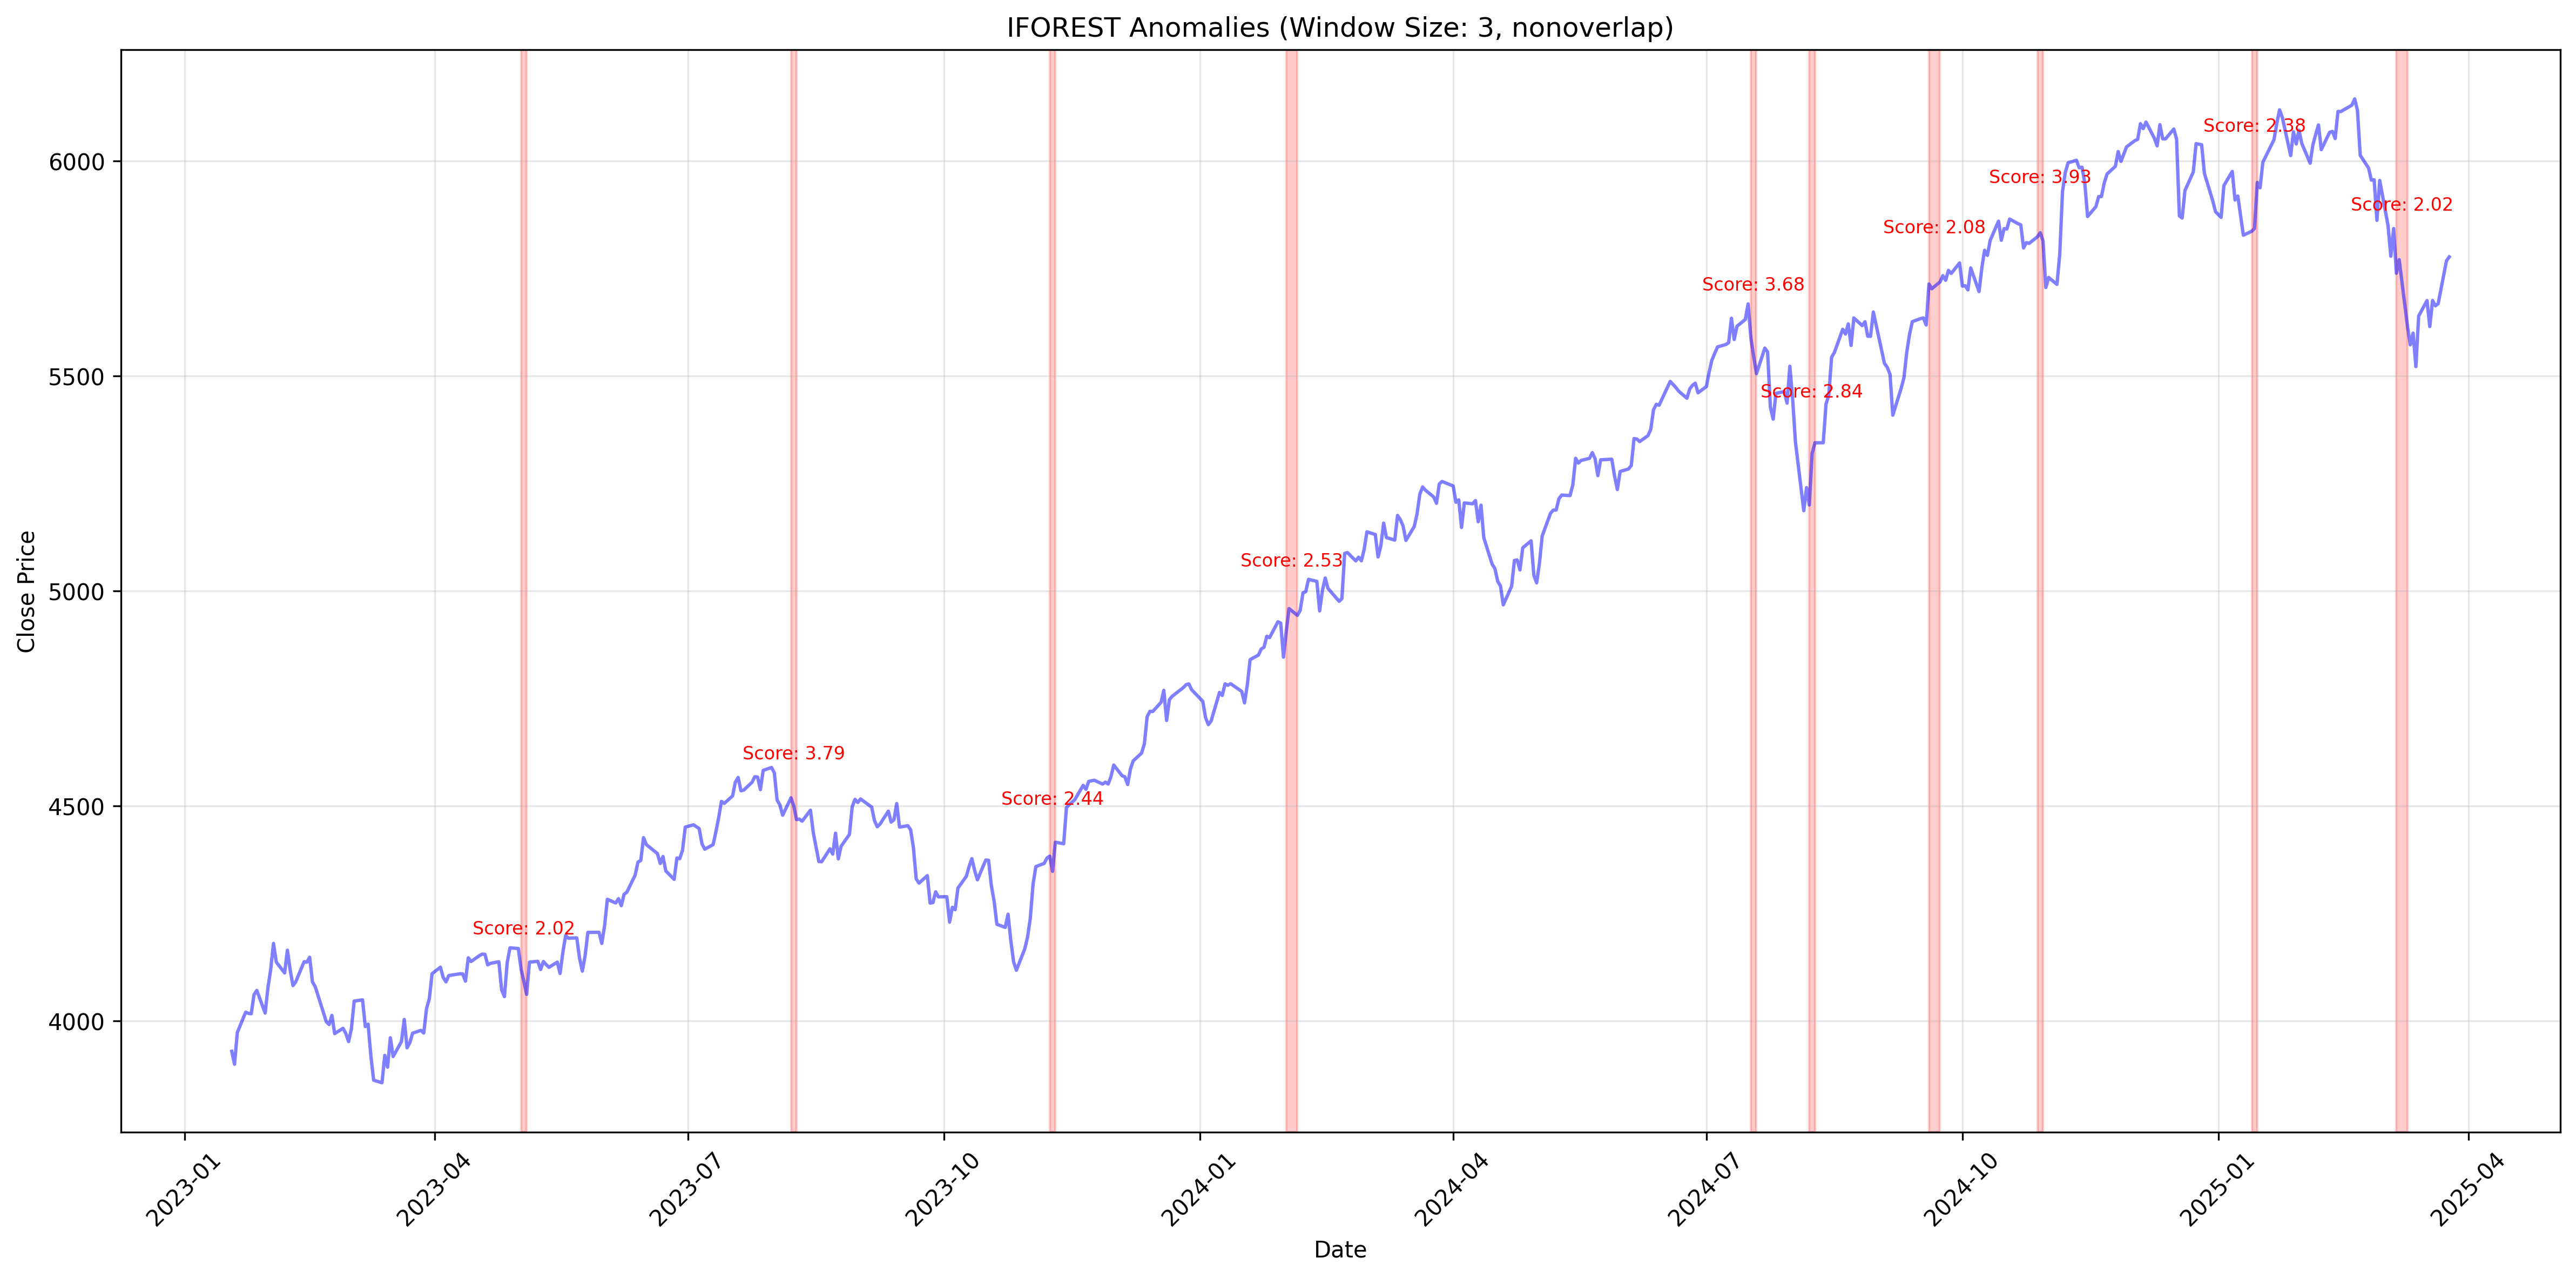 IFOREST Anomalies (Window Size: 3, nonoverlap)
Close Price
6000
5500
5000
4500
4000
Score: 2.02
Score: 3.79
Score: 2.44
Score: 2.53
Score: 3.68
Score: 2.84
Score: 2.08
Score: 3.93
Score: 2.38
Score: 2.02
2023-01
2023-04
2023-07
2023-10
2024-01
2024-04
2024-07
2024-10
2025-01
2025-04
Date